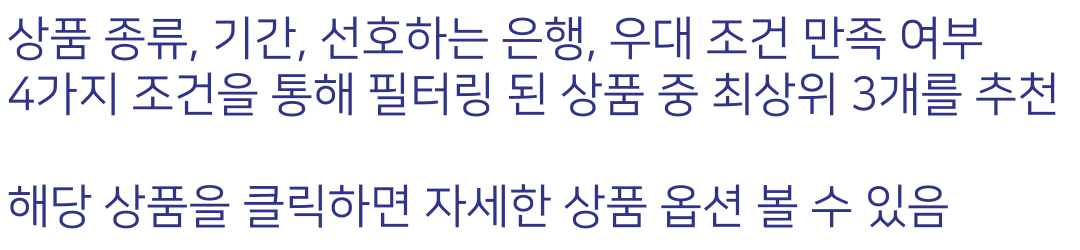 상품 종류, 기간, 선호하는 은행, 우대 조건 만족 여부
4가지 조건을 통해 필터링 된 상품 중 최상위 3개를 추천
해당 상품을 클릭하면 자세한 상품 옵션 볼 수 있음